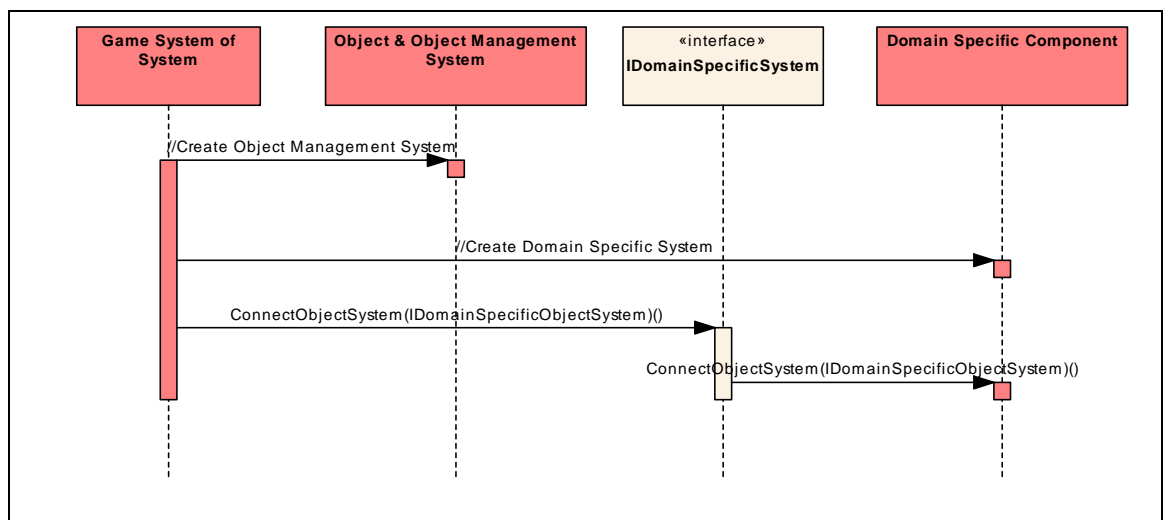 Game System of
System
Object & Object Management
System
«interface»
IDomainSpecificSystem
Domain Specific Component
//Create Object Management System
//Create Domain Specific System
ConnectObjectSystem(IDomainSpecificObjectSystem)()
ConnectObjectSystem(IDomainSpecificObjectSystem)()